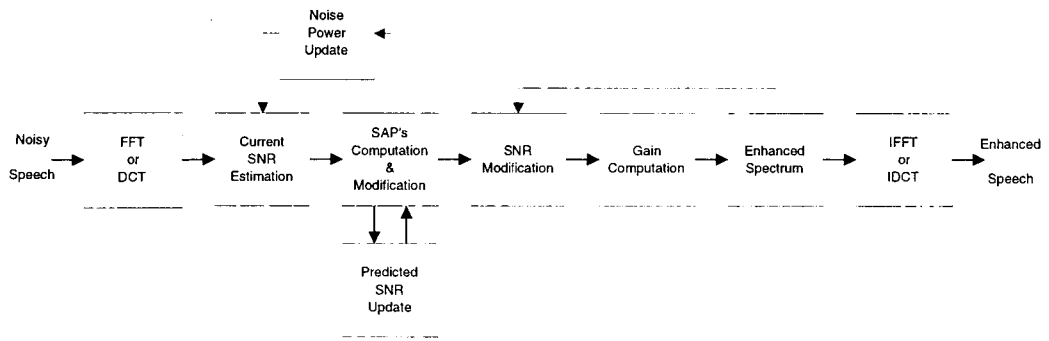 Noise
Power
Update
Noisy
Speech
FFT
or
DCT
Current
SNR
Estimation
SAP's
Computation
&
Modification
SNR
Modification
Gain
Computation
Enhanced
Spectrum
IFFT
or
IDCT
Enhanced
Speech
Predicted
SNR
Update